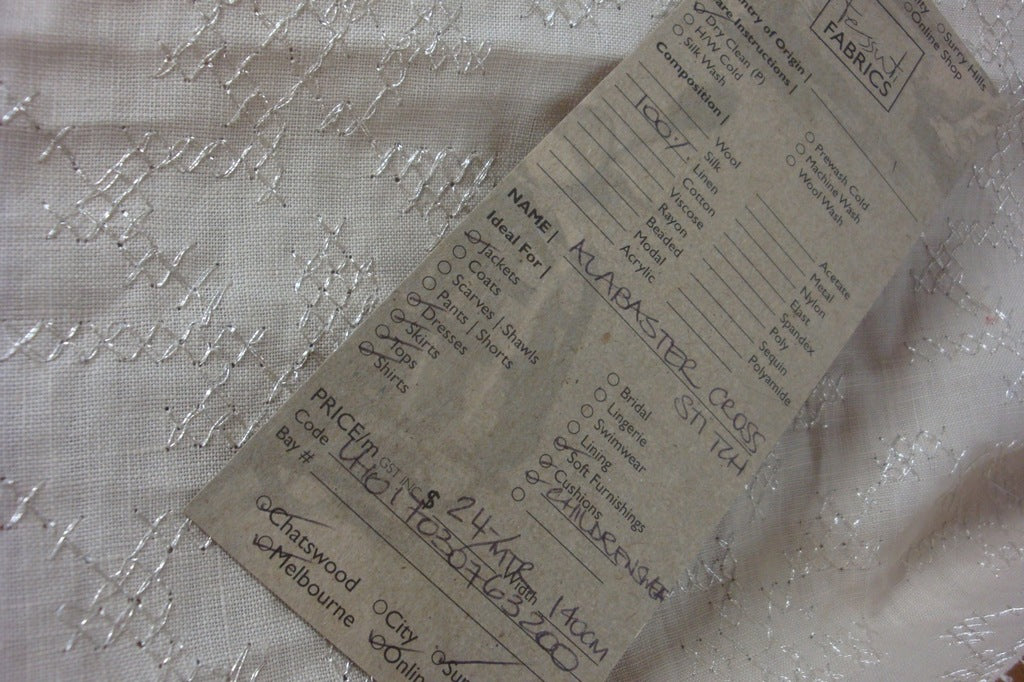 Tessuti
FABRICS
Surry Hills
Online Shop
Country of Origin |
Care Instructions |
Dry Clean (P)
H/W Cold
Silk Wash
Prewash Cold
Machine Wash
Wool Wash
Composition |
Wool
100% Silk
Linen
Cotton
Viscose
Rayon
Beaded
Modal
Acrylic
Acetate
Metal
Nylon
Elast
Spandex
Poly
Sequin
Polyamide
NAME | ALABASTER CROSS
STITCH
Ideal For |
Jackets
Coats
Scarves | Shawls
Pants | Shorts
Dresses
Skirts
Tops
Shirts
Bridal
Lingerie
Swimwear
Lining
Soft Furnishings
Cushions
PRICE/m GST INC $ 24-/MTR Width 140CM
Code
Bay #
Chatswood
Melbourne
City